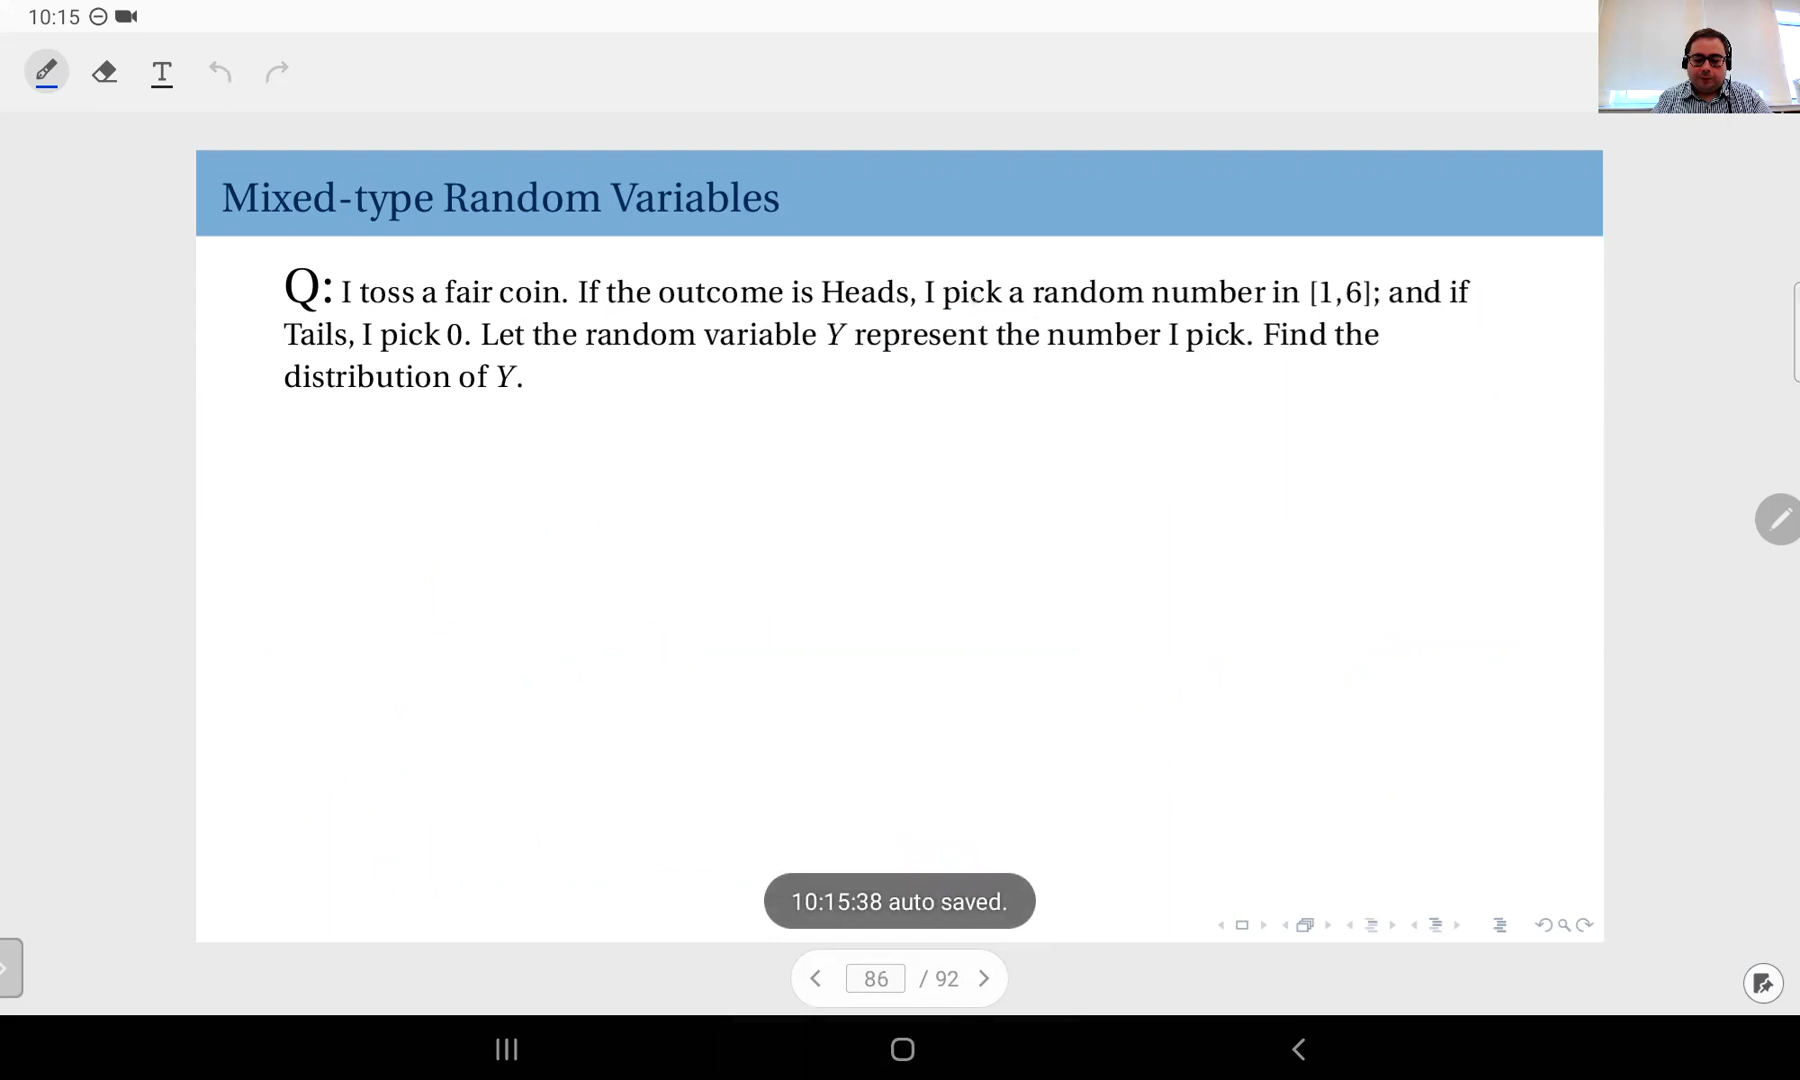 10:15
T
Mixed-type Random Variables
Q: I toss a fair coin. If the outcome is Heads, I pick a random number in [1,6]; and if
Tails, I pick 0. Let the random variable Y represent the number I pick. Find the
distribution of Y.
10:15:38 auto saved.
86 / 92